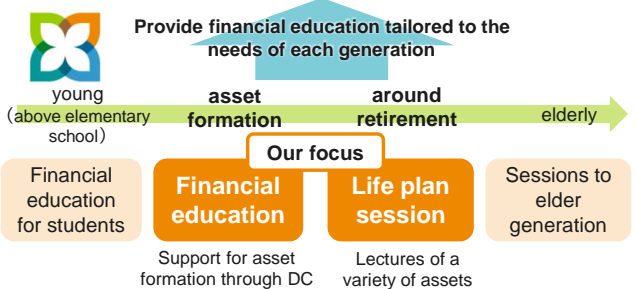 Provide financial education tailored to the
needs of each generation
young
（above elementary
school）
asset
formation
around
retirement
elderly
Our focus
Financial
education
for students
Financial
education
Life plan
session
Sessions to
elder
generation
Support for asset
formation through DC
Lectures of a
variety of assets